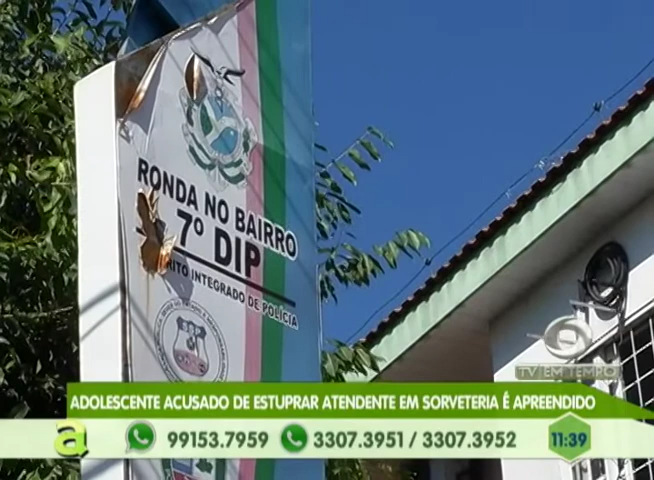 RONDA NO BAIRRO
7º DIP
RITO INTEGRADO DE POLÍCIA
TV EM TEMPO
ADOLESCENTE ACUSADO DE ESTUPRAR ATENDENTE EM SORVETERIA É APREENDIDO
a
99153.7959
3307.3951 / 3307.3952
11:39